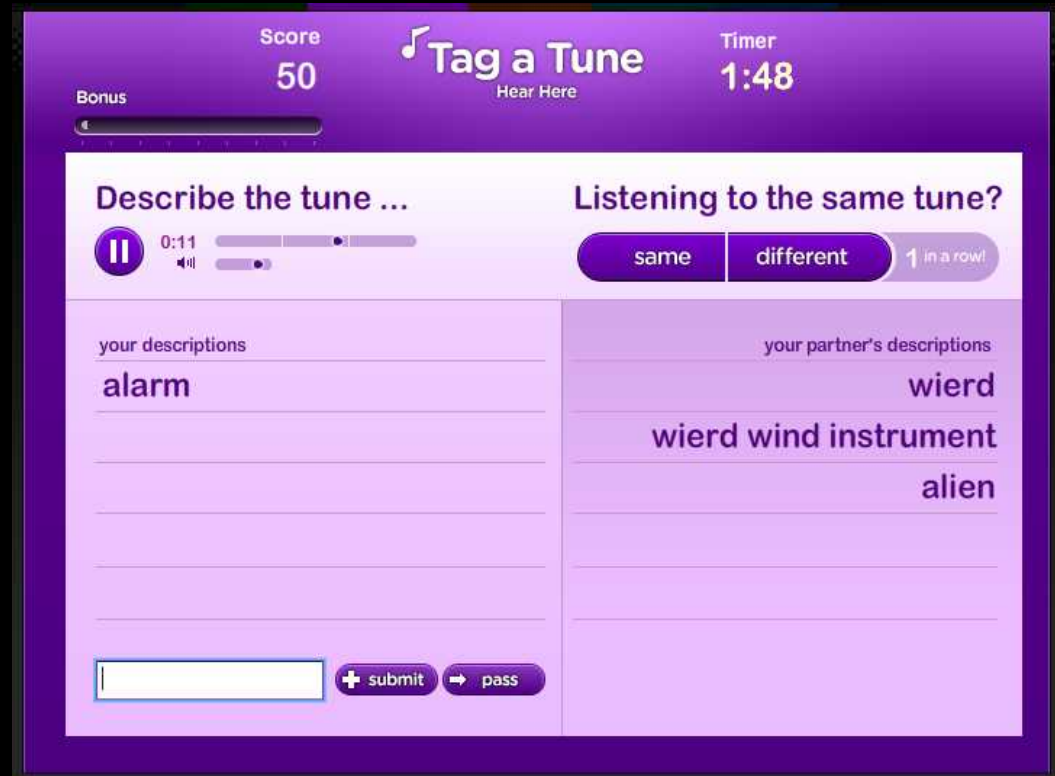 Score
50
Bonus
Tag a Tune
Hear Here
Timer
1:48
Describe the tune ...
0:11
Listening to the same tune?
same
different
1 in a row!
your descriptions
alarm
your partner's descriptions
wierd
wierd wind instrument
alien
submit
pass